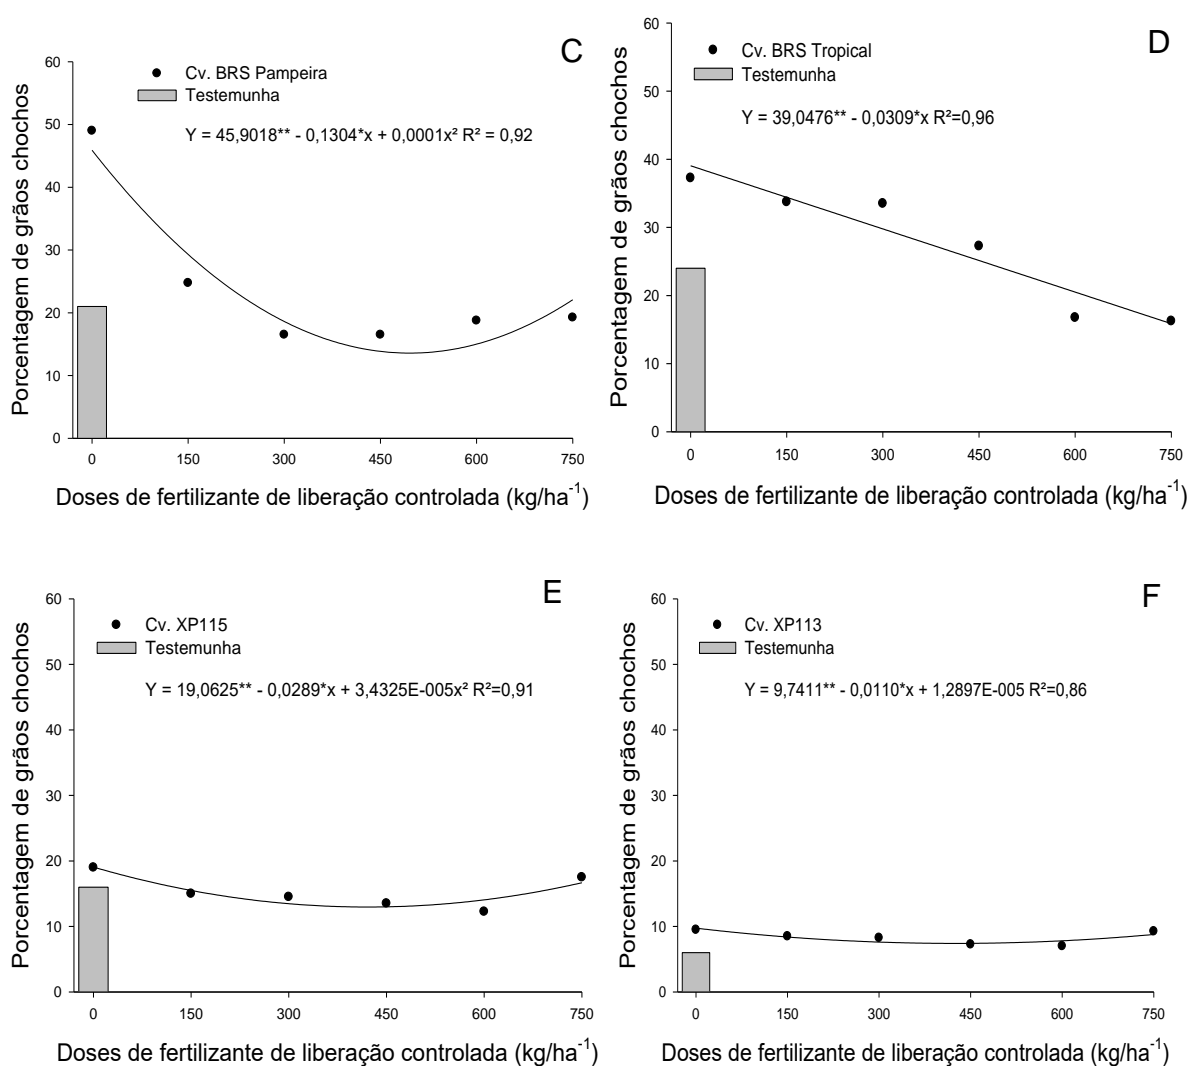 C
Cv. BRS Pampeira
Testemunha
Y = 45,9018** - 0,1304*x + 0,0001x² R² = 0,92
Porcentagem de grãos chochos
60
50
40
30
20
10
0
0 150 300 450 600 750
Doses de fertilizante de liberação controlada (kg/ha⁻¹)
D
Cv. BRS Tropical
Testemunha
Y = 39,0476** - 0,0309*x R²=0,96
Porcentagem de grãos chochos
60
50
40
30
20
10
0
0 150 300 450 600 750
Doses de fertilizante de liberação controlada (kg/ha⁻¹)
E
Cv. XP115
Testemunha
Y = 19,0625** - 0,0289*x + 3,4325E-005x² R²=0,91
Porcentagem de grãos chochos
60
50
40
30
20
10
0
0 150 300 450 600 750
Doses de fertilizante de liberação controlada (kg/ha⁻¹)
F
Cv. XP113
Testemunha
Y = 9,7411** - 0,0110*x + 1,2897E-005 R²=0,86
Porcentagem de grãos chochos
60
50
40
30
20
10
0
0 150 300 450 600 750
Doses de fertilizante de liberação controlada (kg/ha⁻¹)